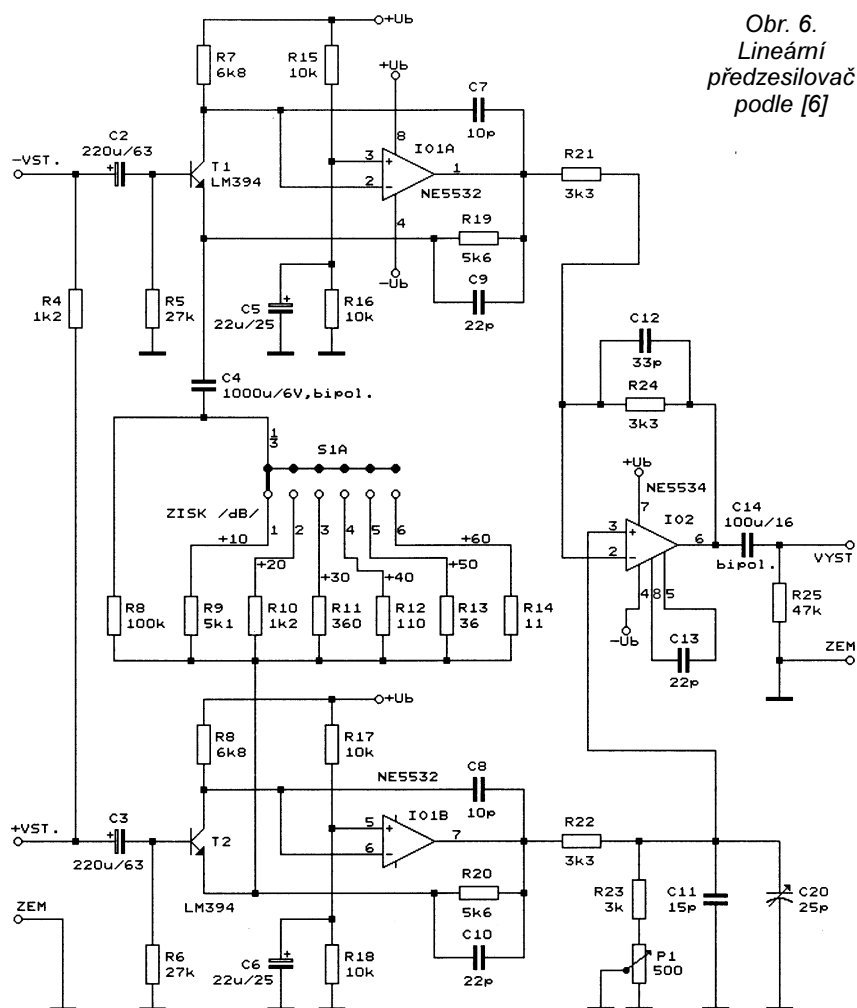 Obr. 6.
Lineární
předzesilovač
podle [6]
+Ub
R7
6k8
R15
10k
+Ub
C7
10p
C2
220u/63
-VST.
T1
LM394
8
IO1A
3
+
2
-
1
NE5532
4
-Ub
R21
3k3
R19
5k6
C9
22p
R4
1k2
R5
27k
C5
22u/25
R16
10k
C4
1000u/6V,bipol.
1
3
S1A
ZISK /dB/
1
2
3
4
5
6
+10
+20
+30
+40
+50
+60
R8
100k
R9
5k1
R10
1k2
R11
360
R12
110
R13
36
R14
11
C12
33p
R24
3k3
+Ub
7
NE5534
IO2
3
+
2
-
6
C14
100u/16
bipol.
VYST
4
8
5
-Ub
C13
22p
R25
47k
ZEM
+Ub
R8
6k8
R17
10k
NE5532
C8
10p
C3
220u/63
+VST.
T2
LM394
IO1B
5
+
6
-
7
R22
3k3
R20
5k6
C10
22p
R23
3k
C11
15p
C20
25p
ZEM
R6
27k
C6
22u/25
R18
10k
P1
500